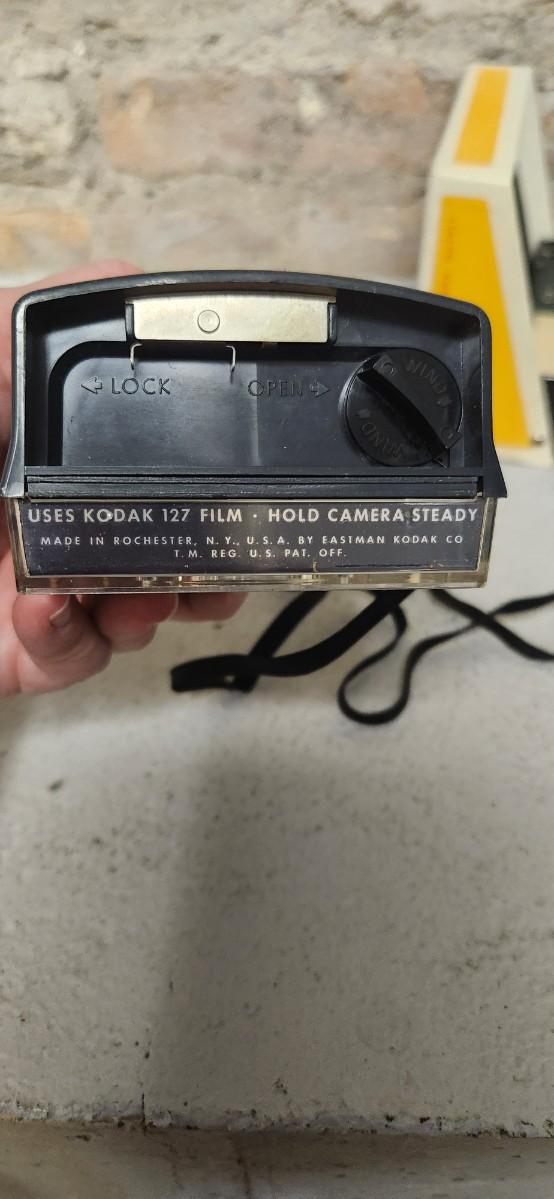 ← LOCK OPEN →
WIND
WIND
USES KODAK 127 FILM · HOLD CAMERA STEADY
MADE IN ROCHESTER, N. Y., U.S.A. BY EASTMAN KODAK CO
T.M. REG. U.S. PAT. OFF.